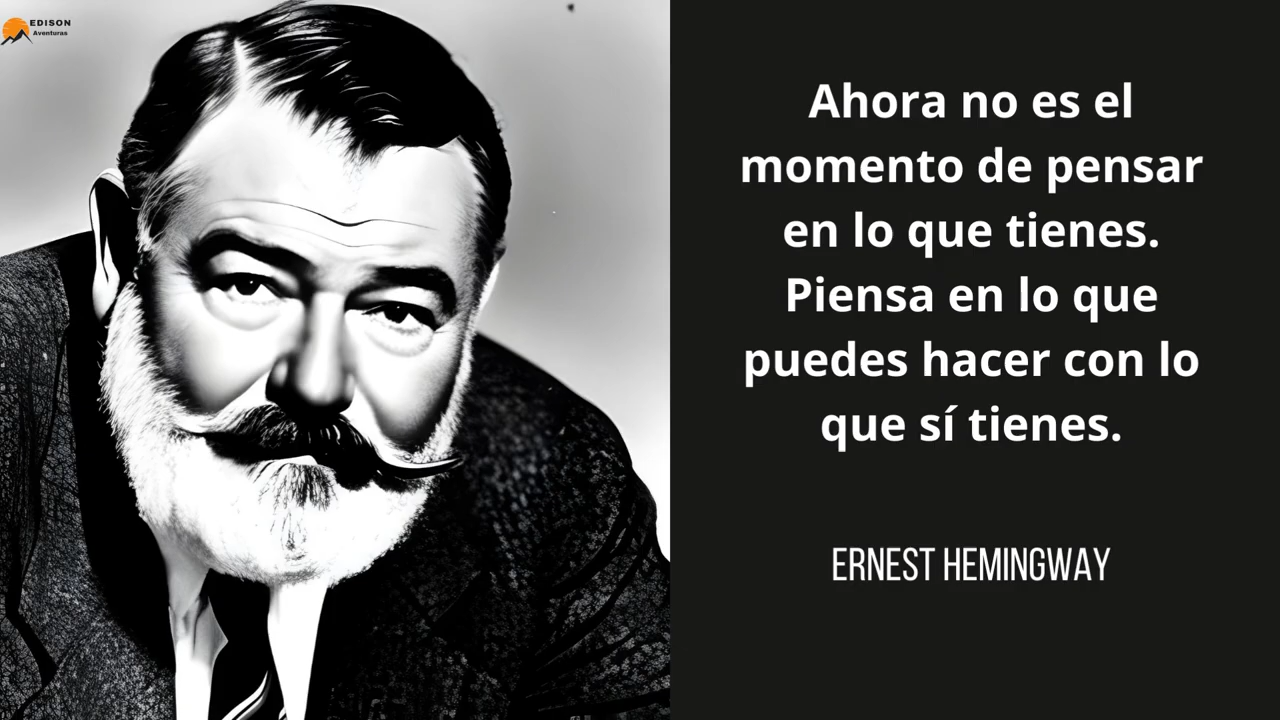 EDISON
Aventuras
Ahora no es el
momento de pensar
en lo que tienes.
Piensa en lo que
puedes hacer con lo
que sí tienes.
ERNEST HEMINGWAY